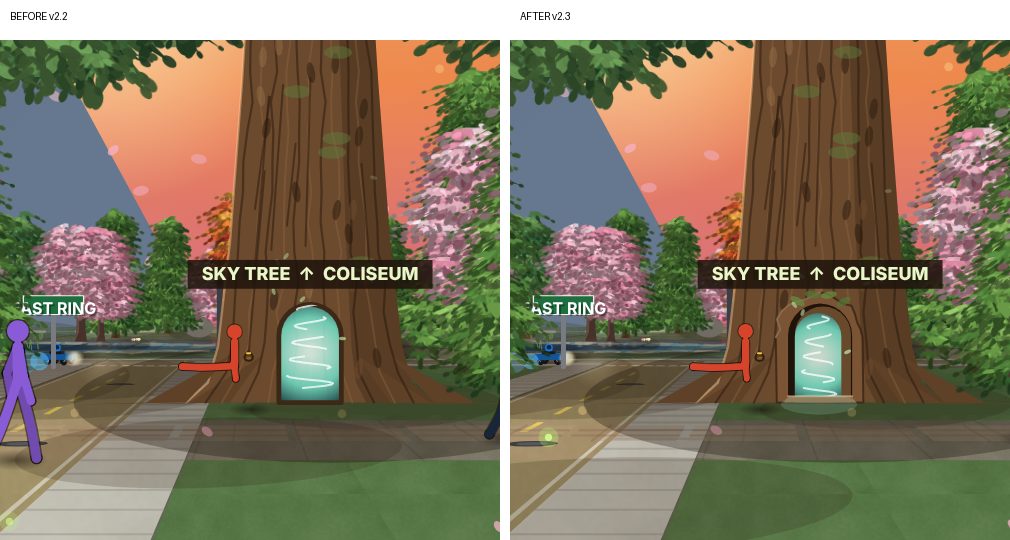 BEFORE v2.2
AFTER v2.3
SKY TREE ↑ COLISEUM
AST RING
SKY TREE ↑ COLISEUM
AST RING